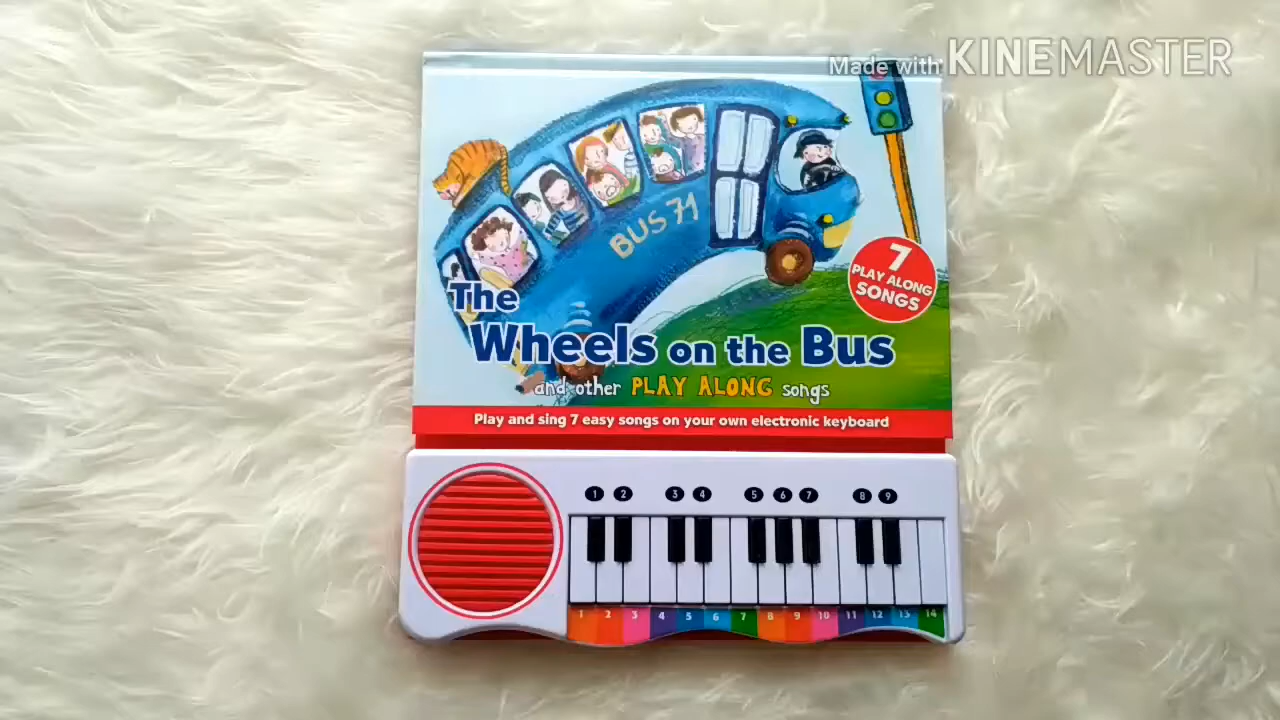 Made with KINEMASTER
BUS 71
7
PLAY ALONG
SONGS
The
Wheels on the Bus
and other PLAY ALONG songs
Play and sing 7 easy songs on your own electronic keyboard
1 2 3 4 5 6 7 8 9
1 2 3 4 5 6 7 8 9 10 11 12 13 14